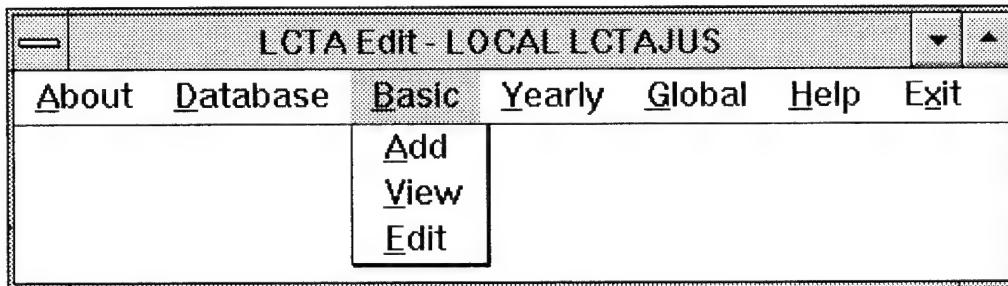 LCTA Edit - LOCAL LCTAJUS
About Database Basic Yearly Global Help Exit
Add
View
Edit